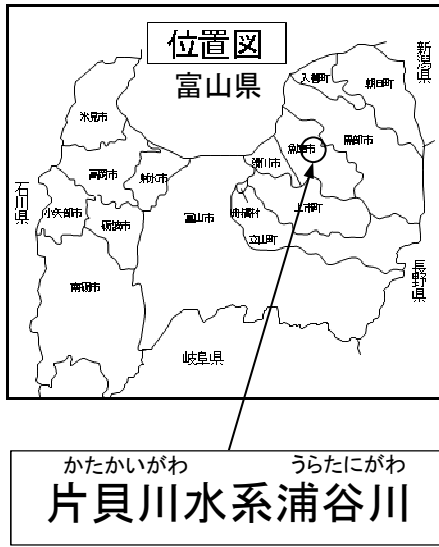 位置図
富山県
新潟県
入善町
朝日町
氷見市
魚津市
黒部市
滑川市
高岡市
射水市
石川県
小矢部市
砺波市
富山市
舟橋村
上市町
立山町
長野県
南砺市
岐阜県
かたかいがわ うらたにがわ
片貝川水系浦谷川